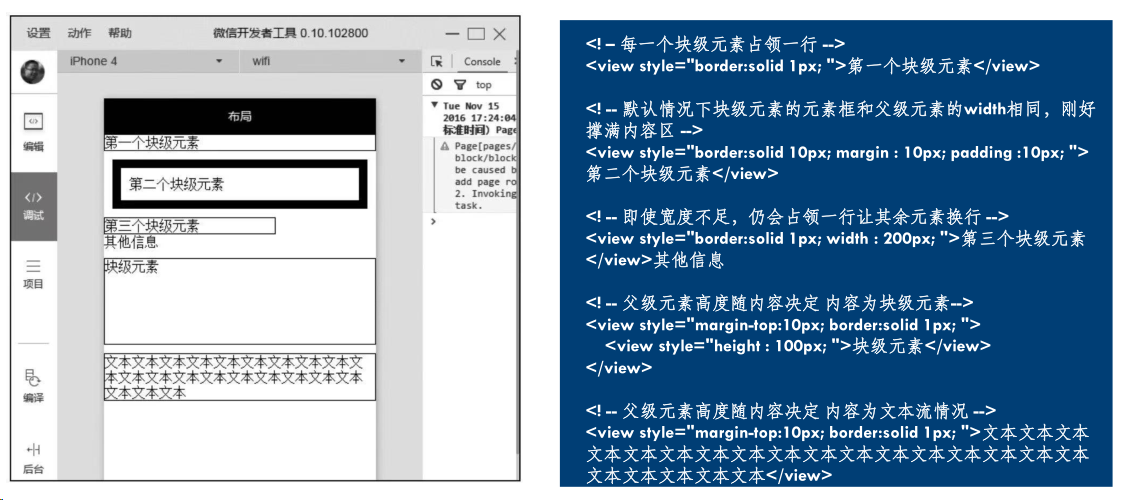 设置 动作 帮助 微信开发者工具 0.10.102800
iPhone 4 wifi
Console
top
编辑
调试
项目
编译
后台
布局
第一个块级元素
第二个块级元素
第三个块级元素
其他信息
块级元素
文本文本文本文本文本文本文本文本文本文
本文本文本文本文本文本文本文本文本文本
文本文本文本
Tue Nov 15
2016 17:24:04
标准时间) Page
Page[pages/
block/block
be caused b
add page ro
2. Invoking
task.
<! – 每一个块级元素占领一行 -->
<view style="border:solid 1px; ">第一个块级元素</view>
<! -- 默认情况下块级元素的元素框和父级元素的width相同，刚好
撑满内容区 -->
<view style="border:solid 10px; margin : 10px; padding :10px; ">
第二个块级元素</view>
<! -- 即使宽度不足，仍会占领一行让其余元素换行 -->
<view style="border:solid 1px; width : 200px; ">第三个块级元素
</view>其他信息
<! -- 父级元素高度随内容决定 内容为块级元素-->
<view style="margin-top:10px; border:solid 1px; ">
<view style="height : 100px; ">块级元素</view>
</view>
<! -- 父级元素高度随内容决定 内容为文本流情况 -->
<view style="margin-top:10px; border:solid 1px; ">文本文本文本
文本文本文本文本文本文本文本文本文本文本文本文本文本文本
文本文本文本文本文本</view>